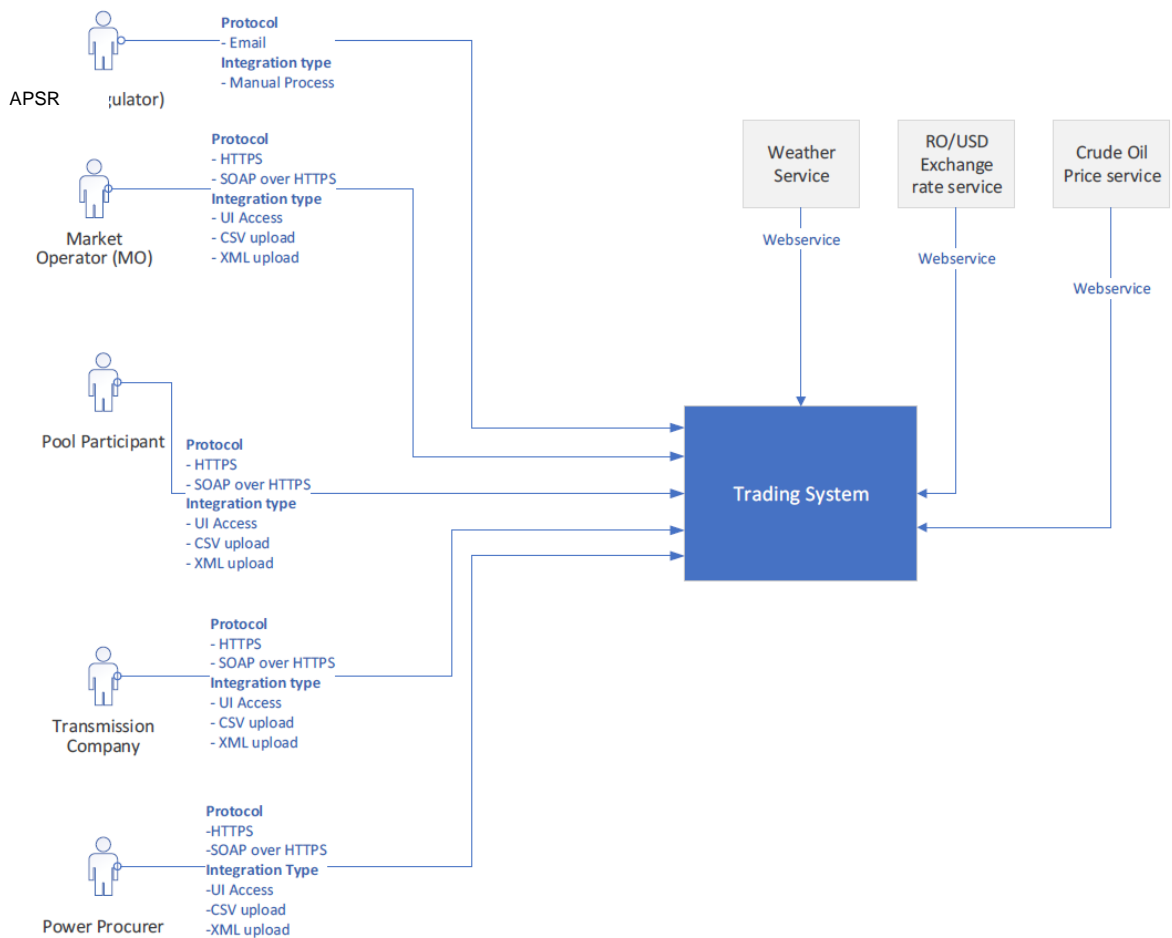 Protocol
- Email
Integration type
- Manual Process
APSR gulator)
Protocol
- HTTPS
- SOAP over HTTPS
Integration type
- UI Access
- CSV upload
- XML upload
Market
Operator (MO)
Weather
Service
RO/USD
Exchange
rate service
Crude Oil
Price service
Webservice
Webservice
Webservice
Pool Participant
Protocol
- HTTPS
- SOAP over HTTPS
Integration type
- UI Access
- CSV upload
- XML upload
Trading System
Protocol
- HTTPS
- SOAP over HTTPS
Integration type
- UI Access
- CSV upload
- XML upload
Transmission
Company
Protocol
-HTTPS
-SOAP over HTTPS
Integration Type
-UI Access
-CSV upload
-XML upload
Power Procurer